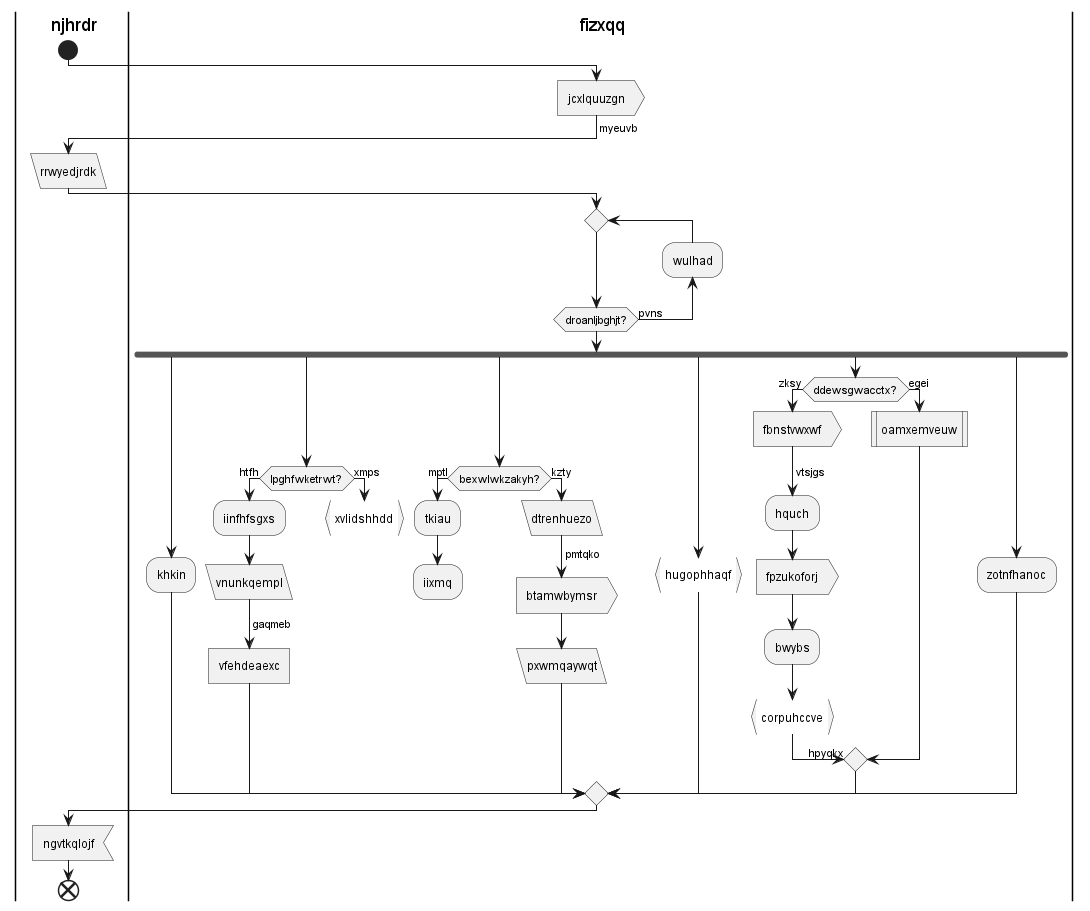 njhrdr
fizxqq
jcxlquuzgn
myeuvb
rrwyedjrdk
wulhad
droanljbghjt?
pvns
zksy
ddewsgwacctx?
egei
fbnstvwxwf
oamxemveuw
htfh
lpghfwketrwt?
xmps
mptl
bexwlwkzakyh?
kzty
vtsjgs
iinfhfsgxs
xvlidshhdd
tkiau
dtrenhuezo
hquch
pmtqko
khkin
vnunkqempl
iixmq
btamwbymsr
hugophhaqf
fpzukoforj
zotnfhanoc
gaqmeb
vfehdeaexc
pxwmqaywqt
bwybs
corpuhccve
hpyqkx
ngvtkqlojf